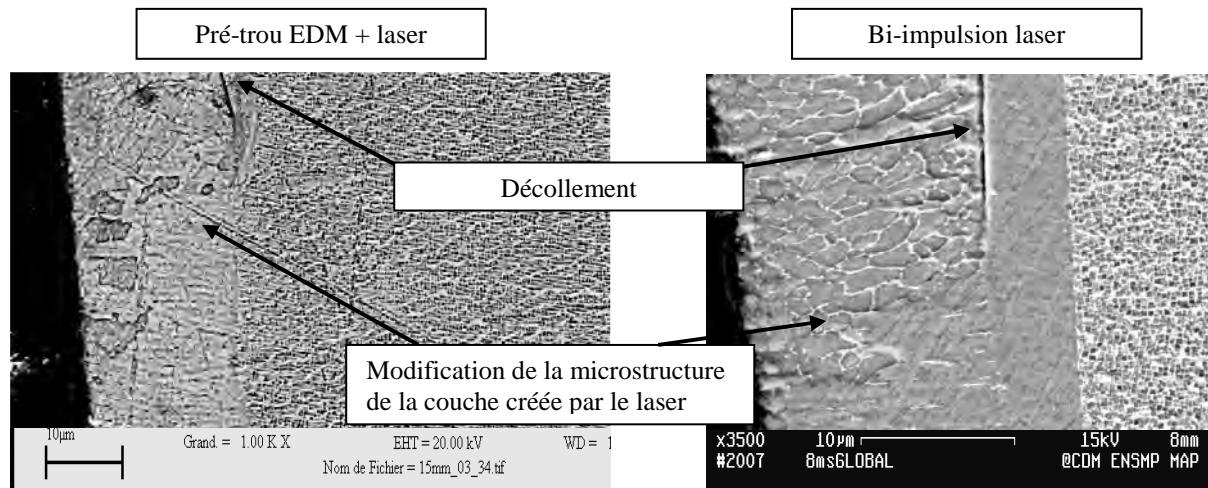 Pré-trou EDM + laser
Bi-impulsion laser
Décollement
Modification de la microstructure
de la couche créée par le laser
10µm
Grand. = 1.00 K X
EHT = 20.00 kV
WD = 1
Nom de Fichier = 15mm_03_34.tif
x3500
10µm
15kV
8mm
#2007
8msGLOBAL
@CDM ENSMP MAP